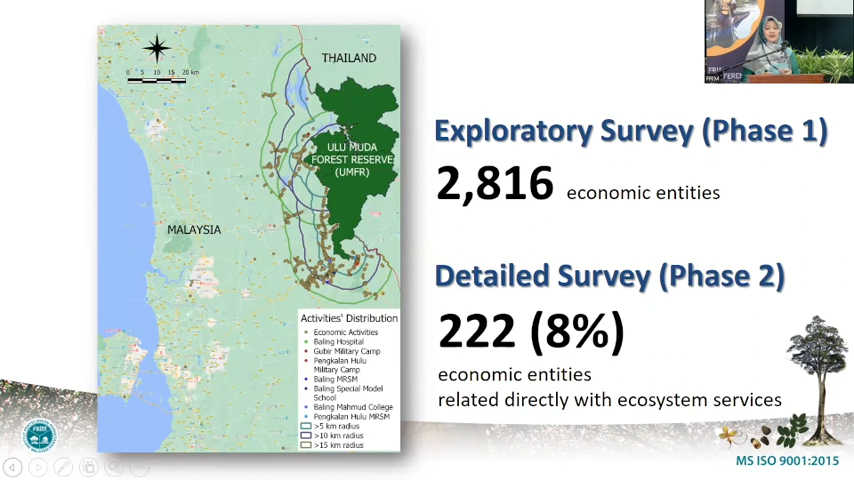 THAILAND
0 5 10 15 20 km
ULU MUDA
FOREST RESERVE
(UMFR)
MALAYSIA
Activities' Distribution
Economic Activities
Baling Hospital
Gubir Military Camp
Pengkalan Hulu
Military Camp
Baling MRSM
Baling Special Model
School
Baling Mahmud College
Pengkalan Hulu MRSM
>5 km radius
>10 km radius
>15 km radius
Exploratory Survey (Phase 1)
2,816 economic entities
Detailed Survey (Phase 2)
222 (8%)
economic entities
related directly with ecosystem services
FRIM
MS ISO 9001:2015